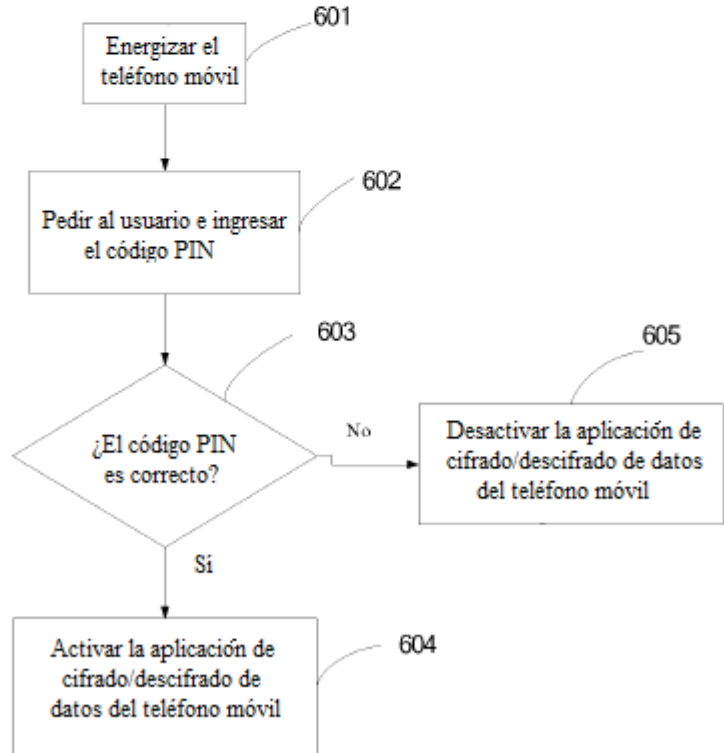 601
Energizar el
teléfono móvil
602
Pedir al usuario e ingresar
el código PIN
603
¿El código PIN
es correcto?
No
605
Desactivar la aplicación de
cifrado/descifrado de datos
del teléfono móvil
Sí
604
Activar la aplicación de
cifrado/descifrado de
datos del teléfono móvil